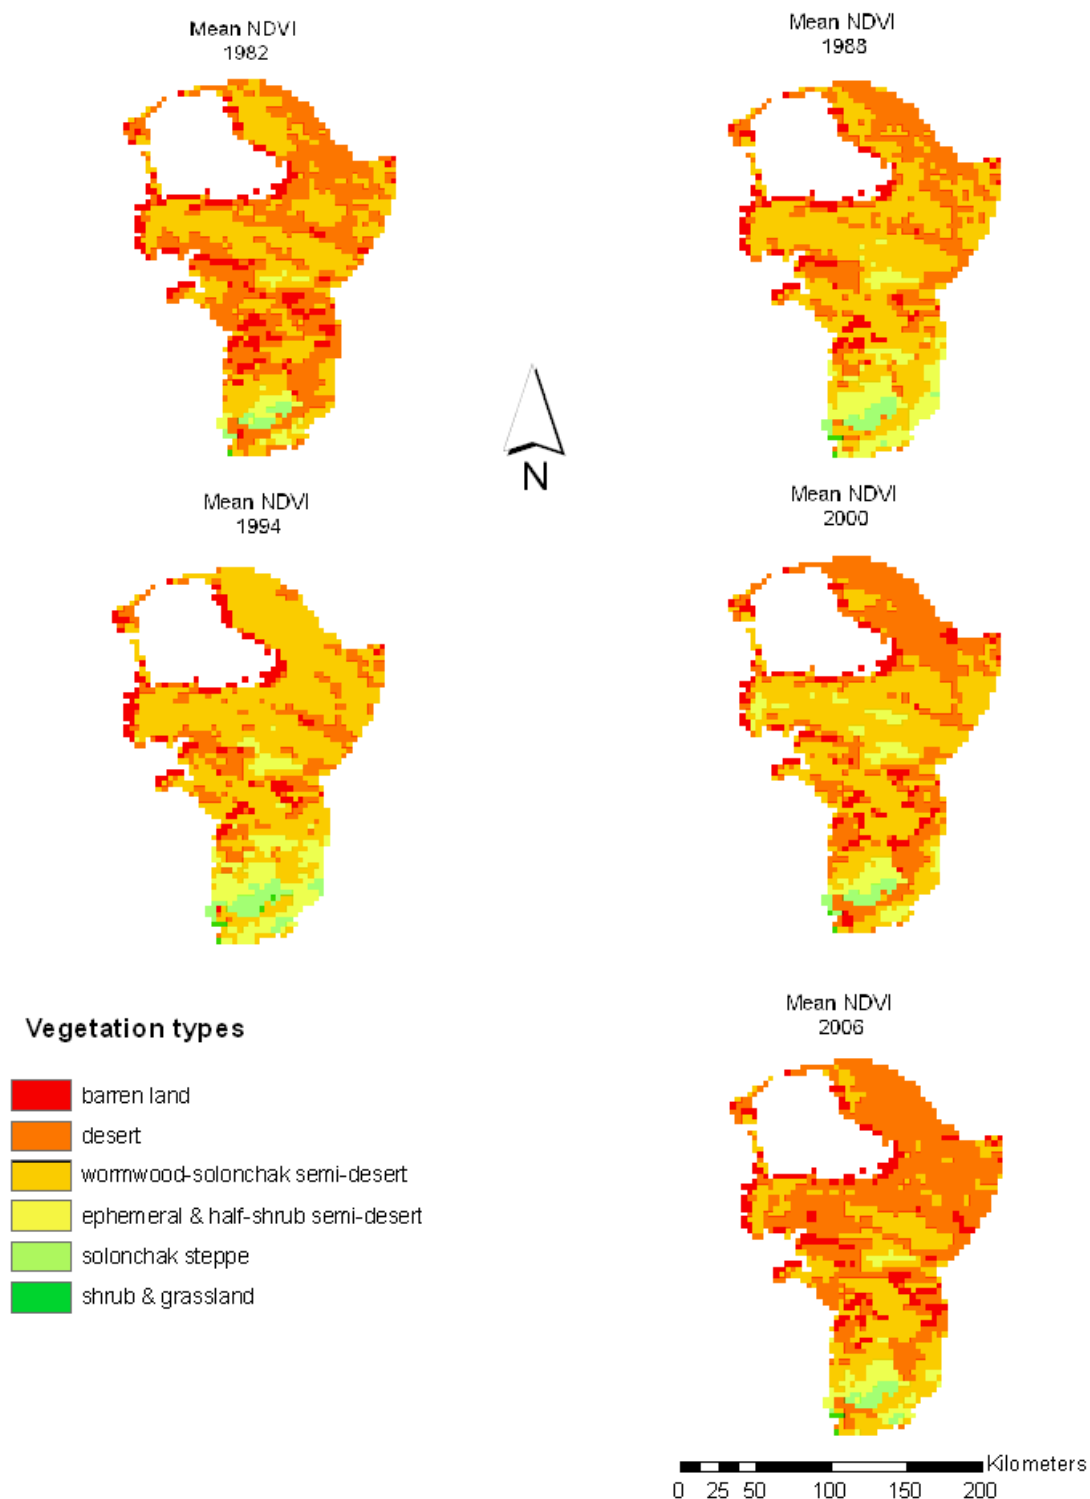 Mean NDVI
1982
Mean NDVI
1988
N
Mean NDVI
1994
Mean NDVI
2000
Mean NDVI
2006
Vegetation types
barren land
desert
wormwood-solonchak semi-desert
ephemeral & half-shrub semi-desert
solonchak steppe
shrub & grassland
Kilometers
0 25 50 100 150 200